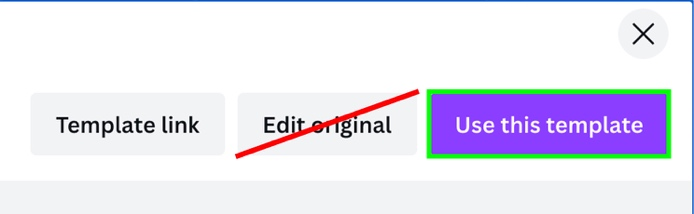 Template link
Edit original
Use this template